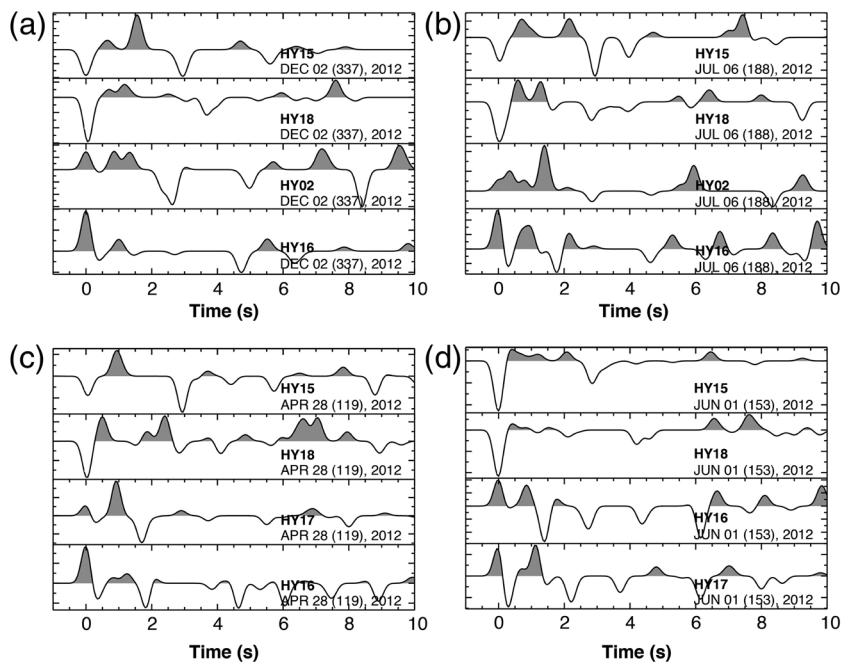 (a)
HY15
DEC 02 (337), 2012
HY18
DEC 02 (337), 2012
HY02
DEC 02 (337), 2012
HY16
DEC 02 (337), 2012
0 2 4 6 8 10
Time (s)
(b)
HY15
JUL 06 (188), 2012
HY18
JUL 06 (188), 2012
HY02
JUL 06 (188), 2012
HY16
JUL 06 (188), 2012
0 2 4 6 8 10
Time (s)
(c)
HY15
APR 28 (119), 2012
HY18
APR 28 (119), 2012
HY17
APR 28 (119), 2012
HY16
APR 28 (119), 2012
0 2 4 6 8 10
Time (s)
(d)
HY15
JUN 01 (153), 2012
HY18
JUN 01 (153), 2012
HY16
JUN 01 (153), 2012
HY17
JUN 01 (153), 2012
0 2 4 6 8 10
Time (s)